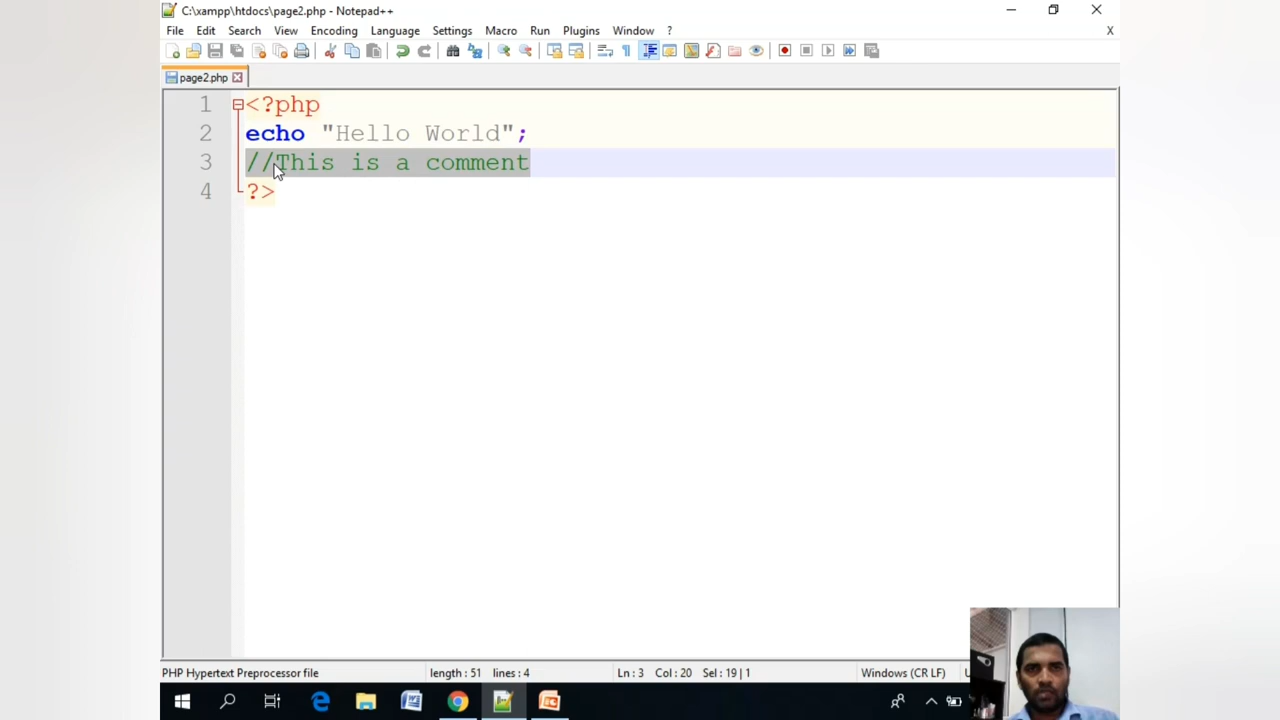 C:\xampp\htdocs\page2.php - Notepad++
File Edit Search View Encoding Language Settings Macro Run Plugins Window ? X
page2.php
1 <?php
2 echo "Hello World";
3 //This is a comment
4 ?>
PHP Hypertext Preprocessor file length : 51 lines : 4 Ln : 3 Col : 20 Sel : 19 | 1 Windows (CR LF)